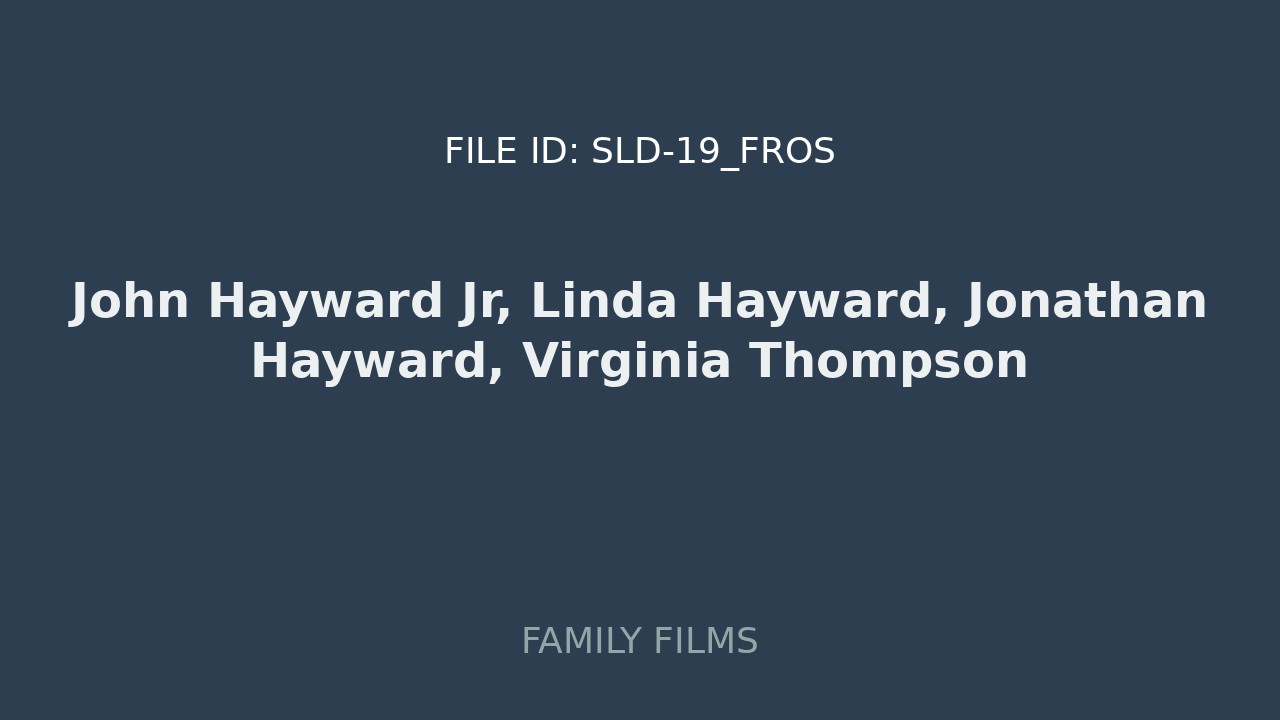 FILE ID: SLD-19_FROS
John Hayward Jr, Linda Hayward, Jonathan
Hayward, Virginia Thompson
FAMILY FILMS